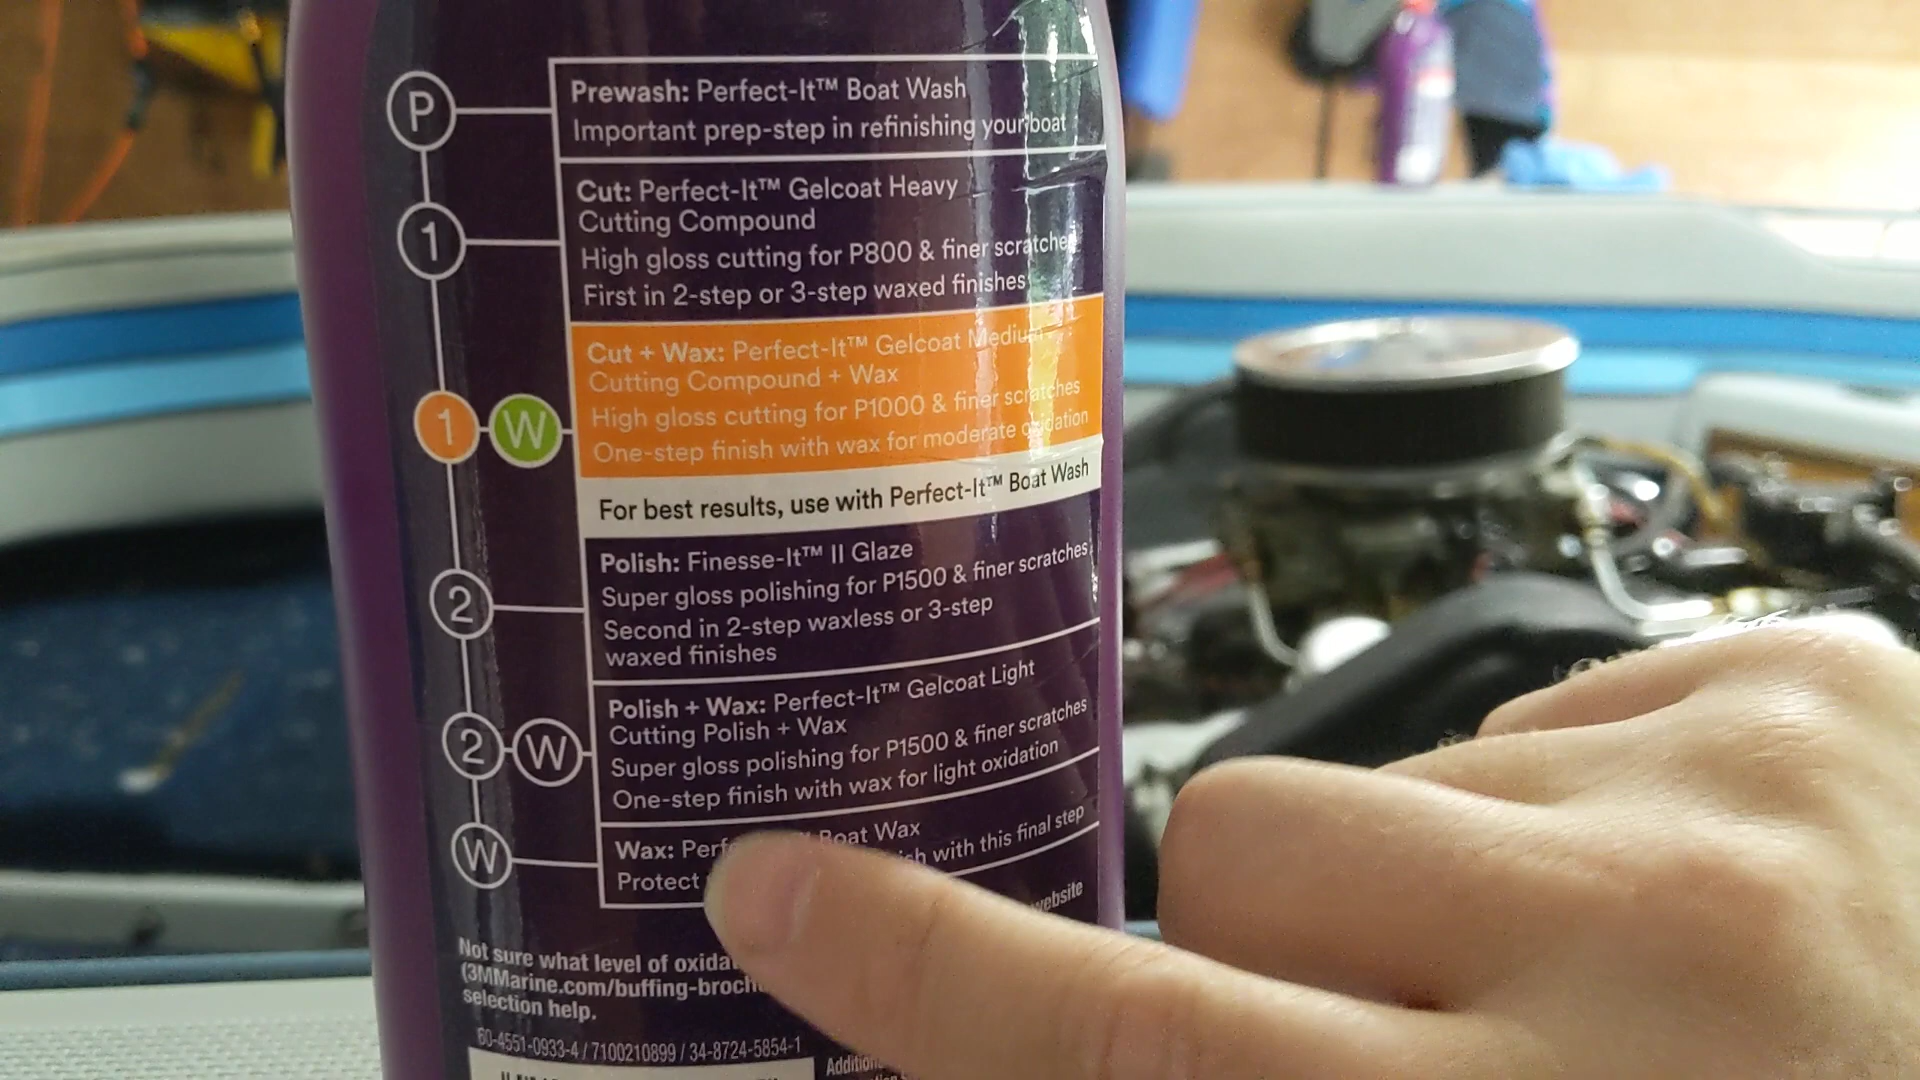 P
Prewash: Perfect-It™ Boat Wash
Important prep-step in refinishing your boat
1
Cut: Perfect-It™ Gelcoat Heavy
Cutting Compound
High gloss cutting for P800 & finer scratches
First in 2-step or 3-step waxed finishes
1 W
Cut + Wax: Perfect-It™ Gelcoat Medium
Cutting Compound + Wax
High gloss cutting for P1000 & finer scratches
One-step finish with wax for moderate oxidation
For best results, use with Perfect-It™ Boat Wash
2
Polish: Finesse-It™ II Glaze
Super gloss polishing for P1500 & finer scratches
Second in 2-step waxless or 3-step
waxed finishes
2 W
Polish + Wax: Perfect-It™ Gelcoat Light
Cutting Polish + Wax
Super gloss polishing for P1500 & finer scratches
One-step finish with wax for light oxidation
W
Wax: Boat Wax
Protect with this final step
Not sure what level of website
(3MMarine.com/buffing-
selection help.
60-4551-0933-4 / 7100210899 / 34-8724-5854-1